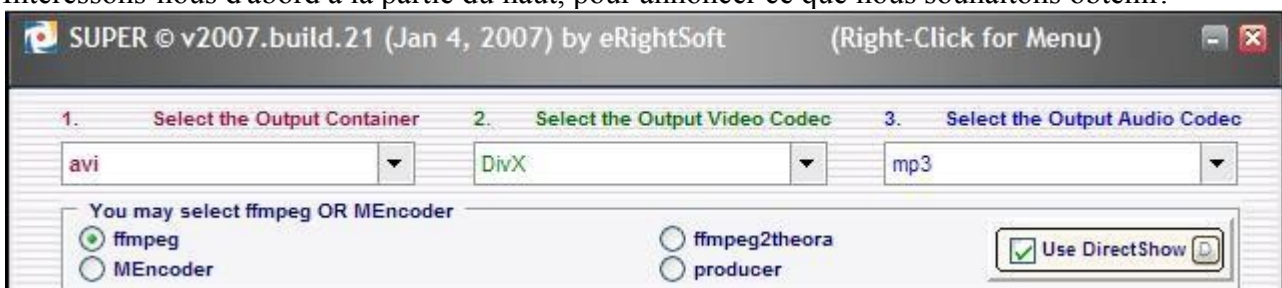 Intéressons-nous d'abord à la partie du haut, pour annoncer ce que nous souhaitons obtenir:
SUPER © v2007.build.21 (Jan 4, 2007) by eRightSoft (Right-Click for Menu)
1. Select the Output Container 2. Select the Output Video Codec 3. Select the Output Audio Codec
avi DivX mp3
You may select ffmpeg OR MEncoder
ffmpeg ffmpeg2theora Use DirectShow D
MEncoder producer